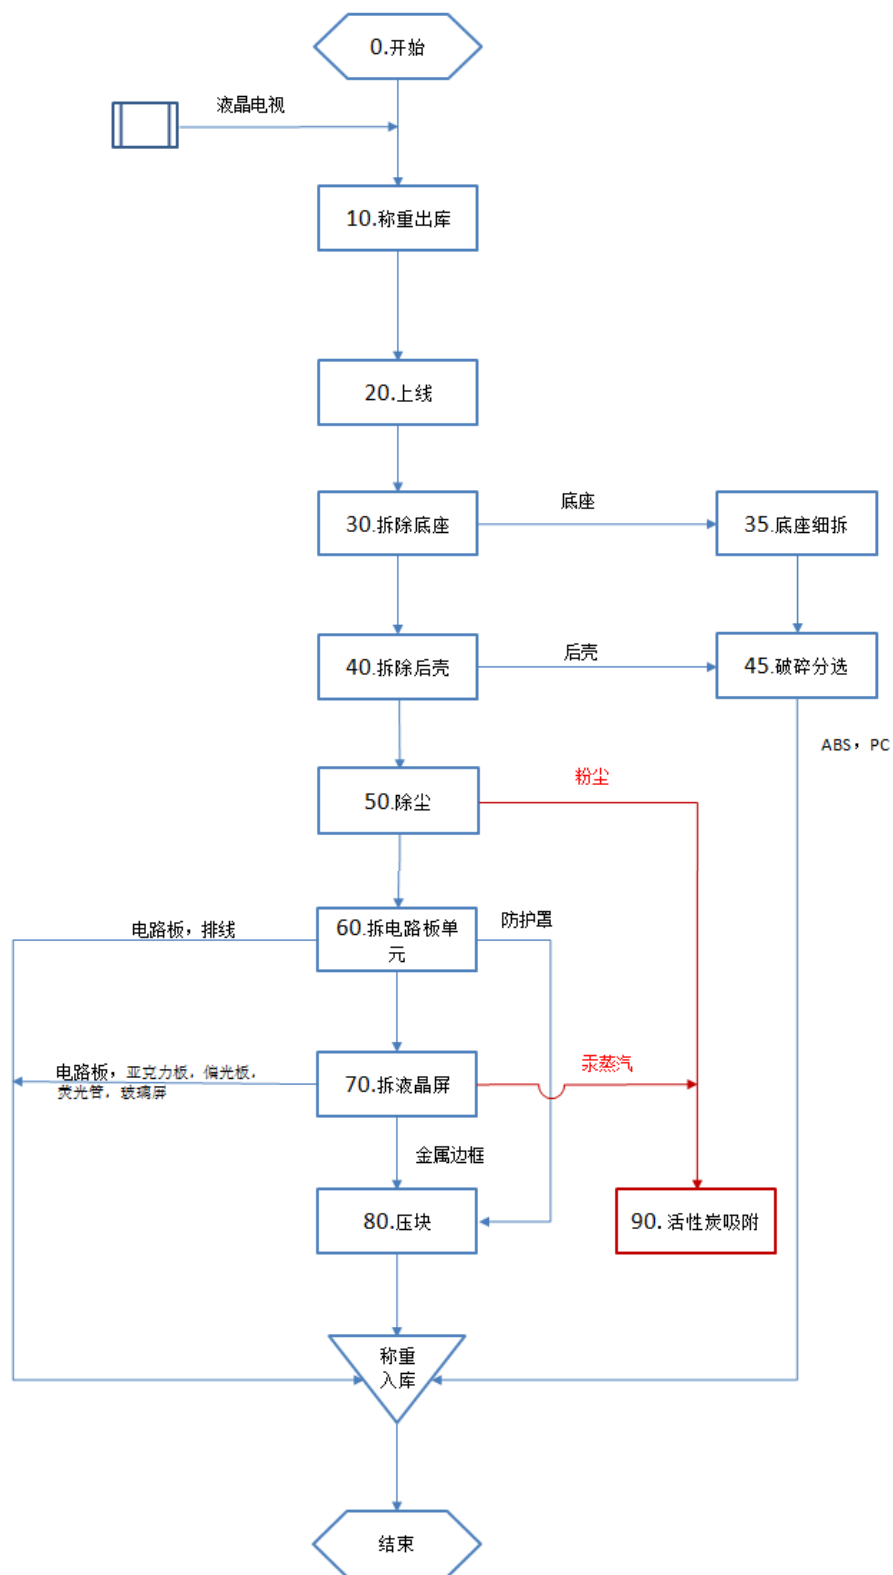 0.开始
液晶电视
10.称重出库
20.上线
30.拆除底座
底座
35.底座细拆
40.拆除后壳
后壳
45.破碎分选
ABS，PC
50.除尘
粉尘
电路板，排线
60.拆电路板单
元
防护罩
电路板，亚克力板，偏光板，
荧光管，玻璃屏
70.拆液晶屏
汞蒸汽
金属边框
80.压块
90. 活性炭吸附
称重
入库
结束